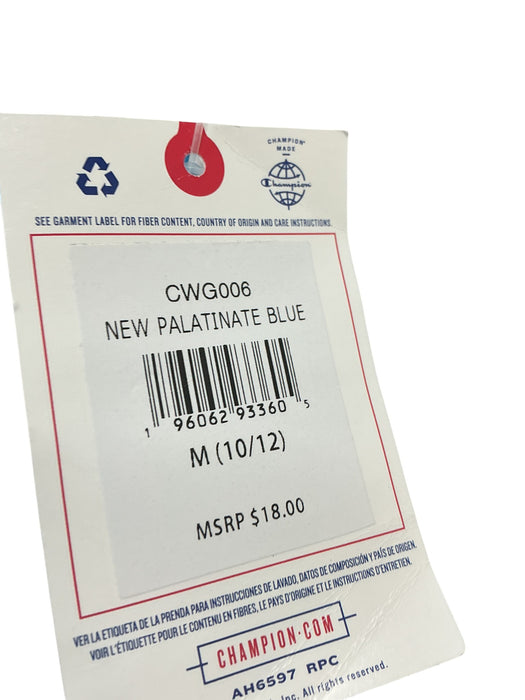 CHAMPION®
MADE
Champion
SEE GARMENT LABEL FOR FIBER CONTENT, COUNTRY OF ORIGIN AND CARE INSTRUCTIONS.
CWG006
NEW PALATINATE BLUE
1 96062 93360 5
M (10/12)
MSRP $18.00
VER LA ETIQUETA DE LA PRENDA PARA INSTRUCCIONES DE LAVADO, DATOS DE COMPOSICIÓN Y PAÍS DE ORIGEN.
VOIR L'ÉTIQUETTE POUR LE CONTENU EN FIBRES, LE PAYS D'ORIGINE ET LE INSTRUCTIONS D'ENTRETIEN.
CHAMPION·COM
AH6597 RPC
, Inc. All rights reserved.